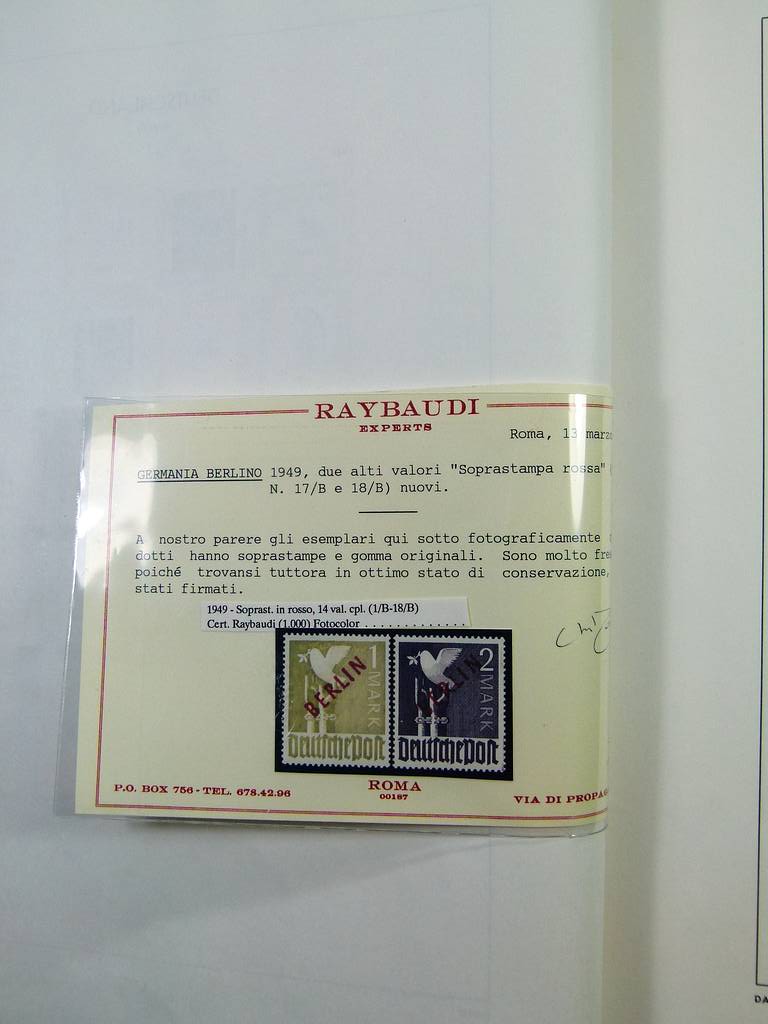 RAYBAUDI
EXPERTS
Roma, 13 marzo
GERMANIA BERLINO 1949, due alti valori "Soprastampa rossa"
N. 17/B e 18/B) nuovi.
A nostro parere gli esemplari qui sotto fotograficamente
dotti hanno soprastampe e gomma originali. Sono molto fre
poiché trovansi tuttora in ottimo stato di conservazione,
stati firmati.
1949 - Soprast. in rosso, 14 val. cpl. (1/B-18/B)
Cert. Raybaudi (1.000) Fotocolor . . . . . . . . . . . . . .
1 MARK
BERLIN
Deutsche Post
2 MARK
BERLIN
Deutsche Post
P.O. BOX 756 - TEL. 678.42.96
ROMA
00187
VIA DI PROPAG
DA